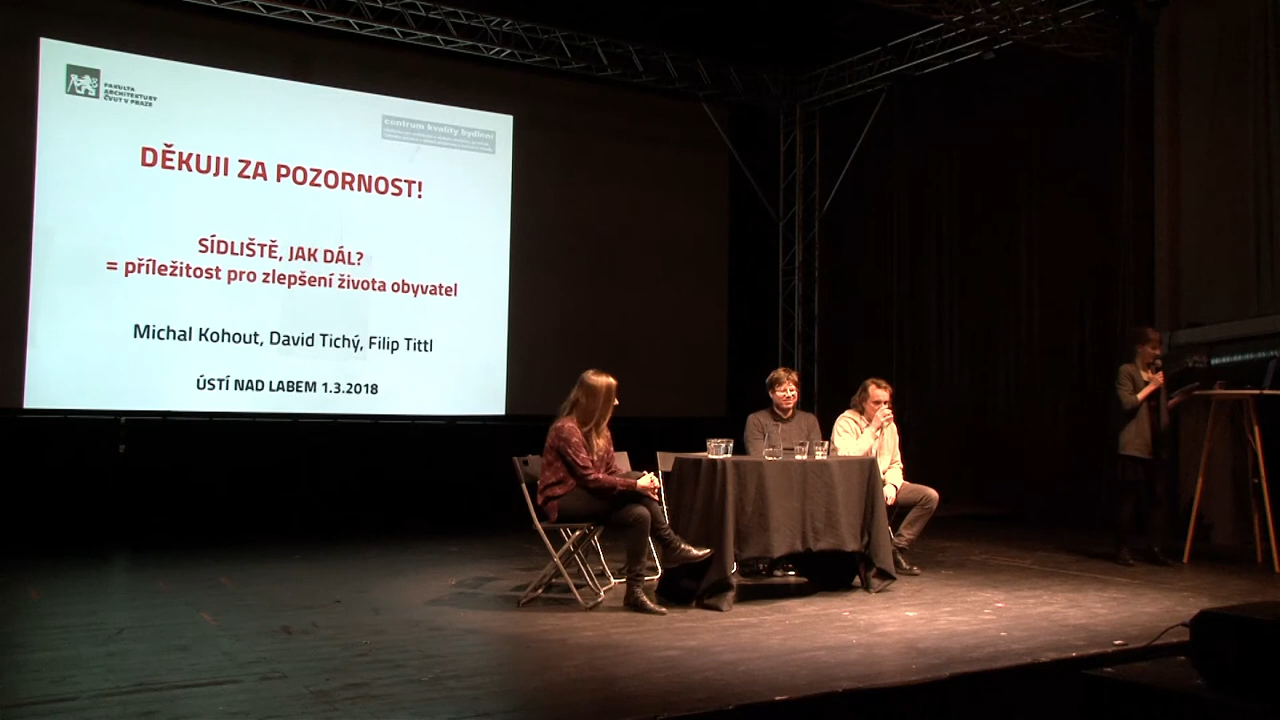 FAKULTA
ARCHITEKTURY
ČVUT V PRAZE
centrum kvality bydlení
DĚKUJI ZA POZORNOST!
SÍDLIŠTĚ, JAK DÁL?
= příležitost pro zlepšení života obyvatel
Michal Kohout, David Tichý, Filip Tittl
ÚSTÍ NAD LABEM 1.3.2018